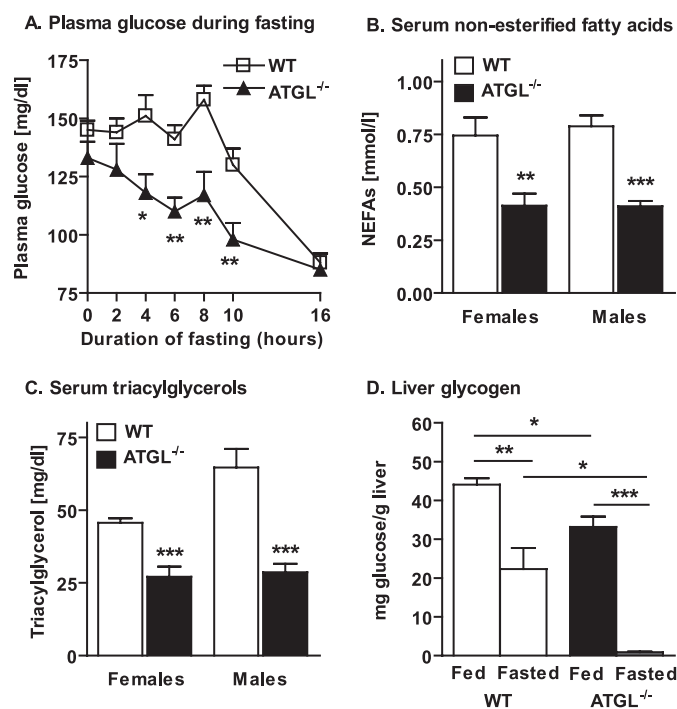 A. Plasma glucose during fasting
WT
ATGL-/-
Plasma glucose [mg/dl]
175
150
125
100
75
*
**
**
**
0 2 4 6 8 10 16
Duration of fasting (hours)
B. Serum non-esterified fatty acids
WT
ATGL-/-
NEFAs [mmol/l]
1.00
0.75
0.50
0.25
0.00
**
***
Females Males
C. Serum triacylglycerols
WT
ATGL-/-
Triacylglycerol [mg/dl]
75
50
25
0
***
***
Females Males
D. Liver glycogen
mg glucose/g liver
60
50
40
30
20
10
0
*
**
*
***
Fed Fasted Fed Fasted
WT ATGL-/-